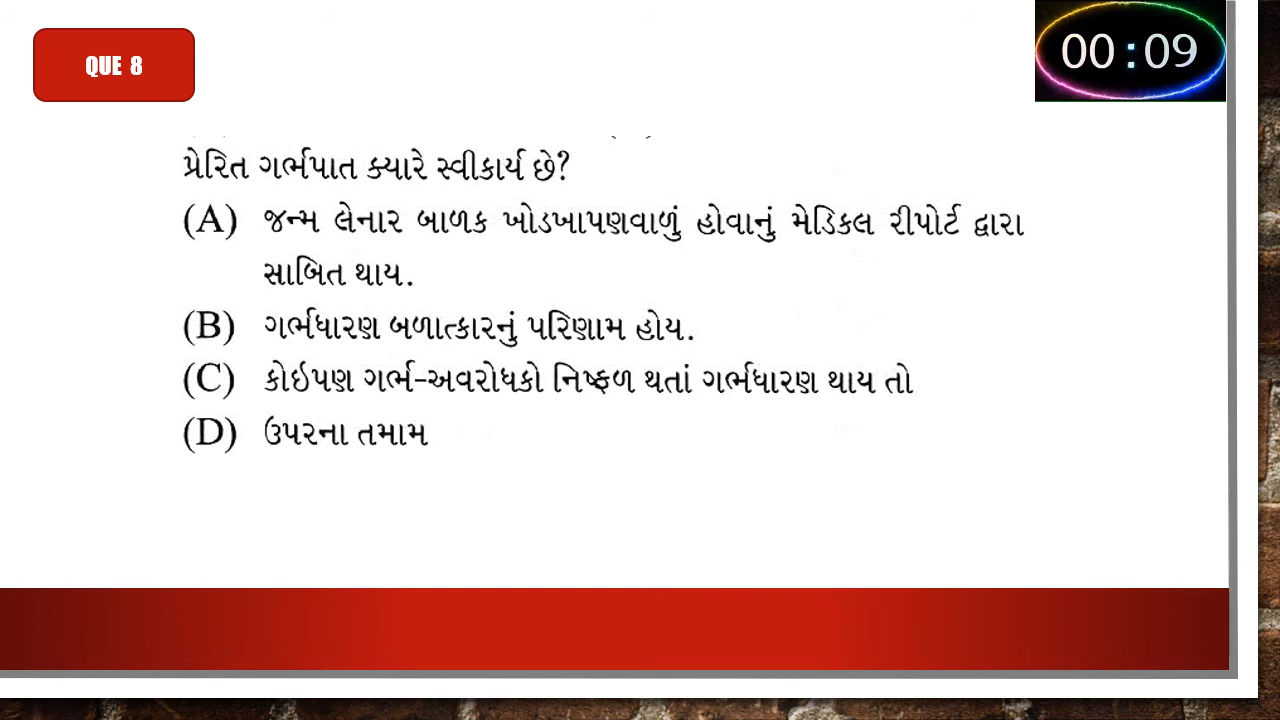 QUE 8
00:09
પ્રેરિત ગર્ભપાત ક્યારે સ્વીકાર્ય છે?
(A) જન્મ લેનાર બાળક ખોડખાપણવાળું હોવાનું મેડિકલ રીપોર્ટ દ્વારા
સાબિત થાય.
(B) ગર્ભધારણ બળાત્કારનું પરિણામ હોય.
(C) કોઇપણ ગર્ભ-અવરોધકો નિષ્ફળ થતાં ગર્ભધારણ થાય તો
(D) ઉપરના તમામ